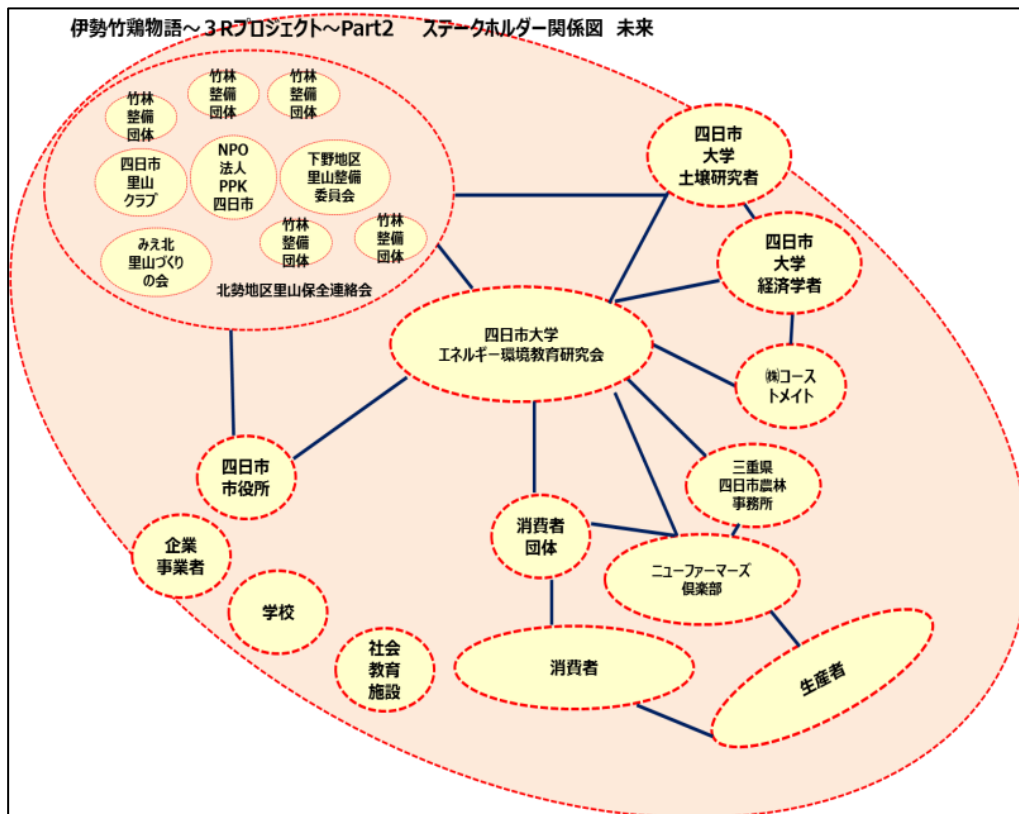 伊勢竹鶏物語～３Rプロジェクト～Part2　ステークホルダー関係図 未来
竹林
整備
団体
竹林
整備
団体
竹林
整備
団体
四日市
里山
クラブ
NPO
法人
PPK
四日市
下野地区
里山整備
委員会
みえ北
里山づくり
の会
竹林
整備
団体
竹林
整備
団体
北勢地区里山保全連絡会
四日市
大学
土壌研究者
四日市
大学
経済学者
四日市大学
エネルギー環境教育研究会
㈱コース
トメイト
四日市
市役所
三重県
四日市農林
事務所
消費者
団体
企業
事業者
ニューファーマーズ
倶楽部
学校
社会
教育
施設
消費者
生産者